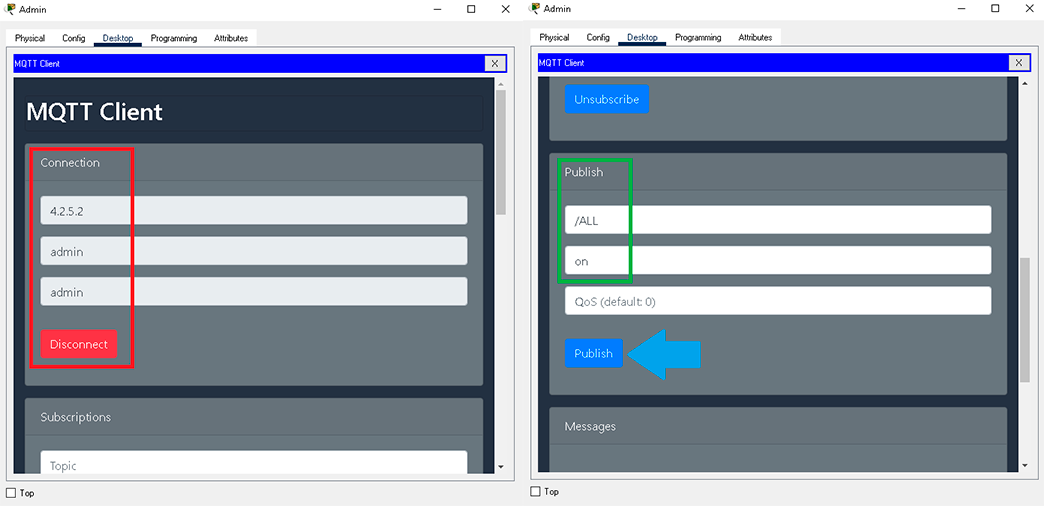 Admin
Physical Config Desktop Programming Attributes
MQTT Client X
MQTT Client
Connection
4.2.5.2
admin
admin
Disconnect
Subscriptions
Topic
Top
Admin
Physical Config Desktop Programming Attributes
MQTT Client X
Unsubscribe
Publish
/ALL
on
QoS (default: 0)
Publish
Messages
Top